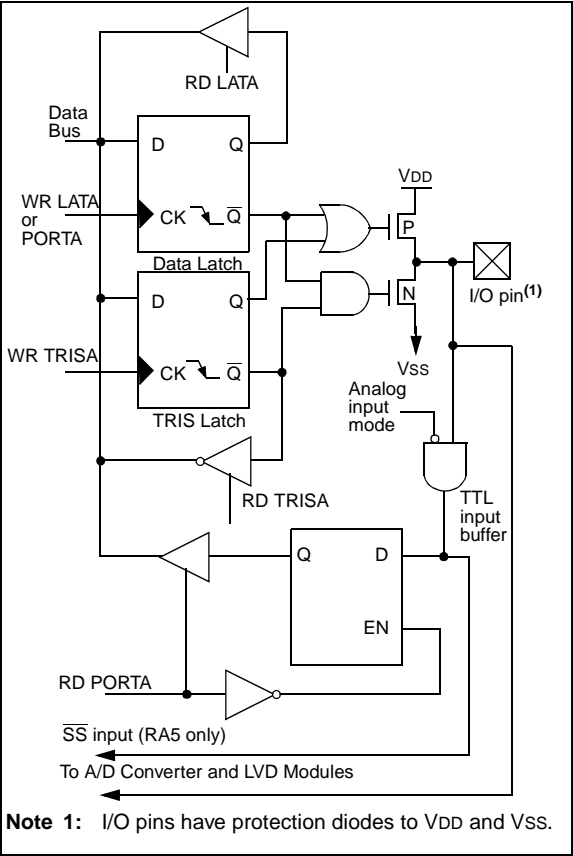 RD LATA
Data
Bus
D
Q
VDD
WR LATA
or
PORTA
CK
Q
P
Data Latch
I/O pin(1)
D
Q
N
WR TRISA
CK
Q
VSS
TRIS Latch
Analog
input
mode
RD TRISA
TTL
input
buffer
Q
D
EN
RD PORTA
SS input (RA5 only)
To A/D Converter and LVD Modules
Note 1: I/O pins have protection diodes to VDD and VSS.